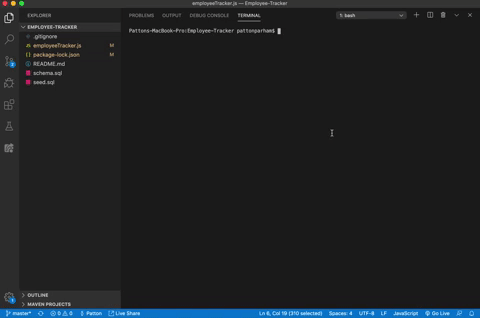 employeeTracker.js — Employee-Tracker
EXPLORER
PROBLEMS OUTPUT DEBUG CONSOLE TERMINAL
1: bash
EMPLOYEE-TRACKER
.gitignore
employeeTracker.js M
package-lock.json M
README.md
schema.sql
seed.sql
Pattons-MacBook-Pro:Employee-Tracker pattonparham$
OUTLINE
MAVEN PROJECTS
master* 0 0 Patton Live Share Ln 6, Col 19 (310 selected) Spaces: 4 UTF-8 LF JavaScript Go Live